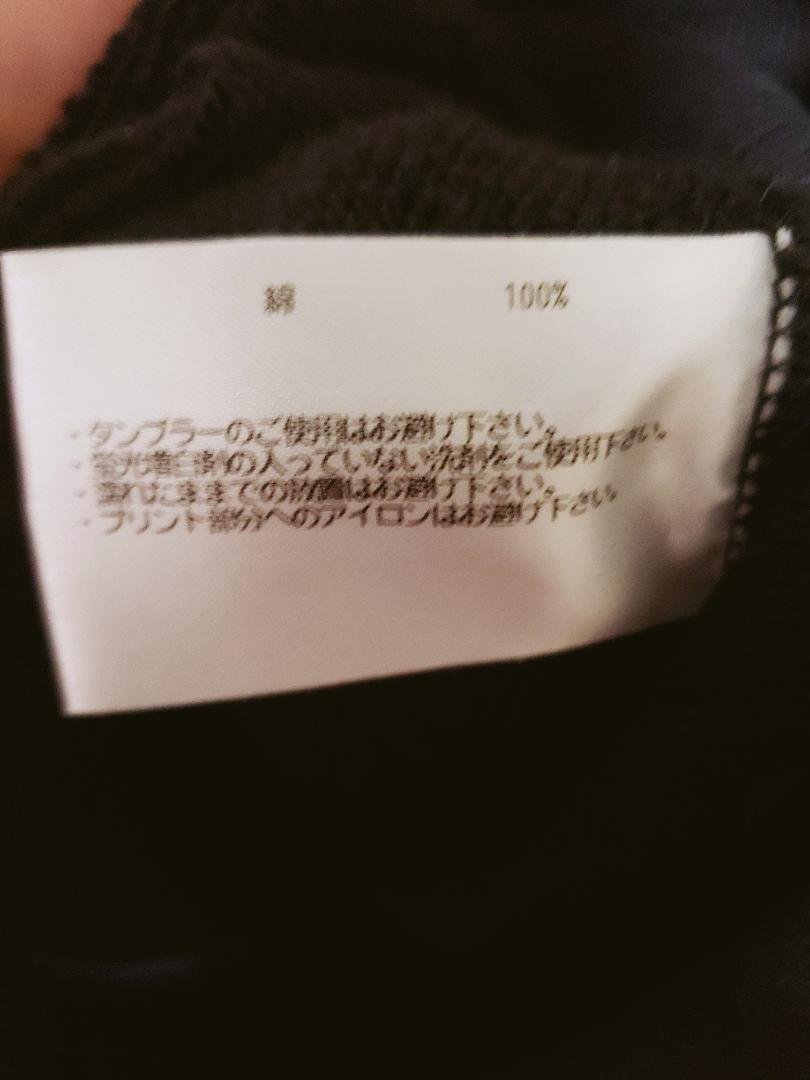 綿 100%
・タンブラーのご使用はお避け下さい。
・蛍光増白剤の入っていない洗剤をご使用下さい。
・濡れたままでの放置はお避け下さい。
・プリント部分へのアイロンはお避け下さい。